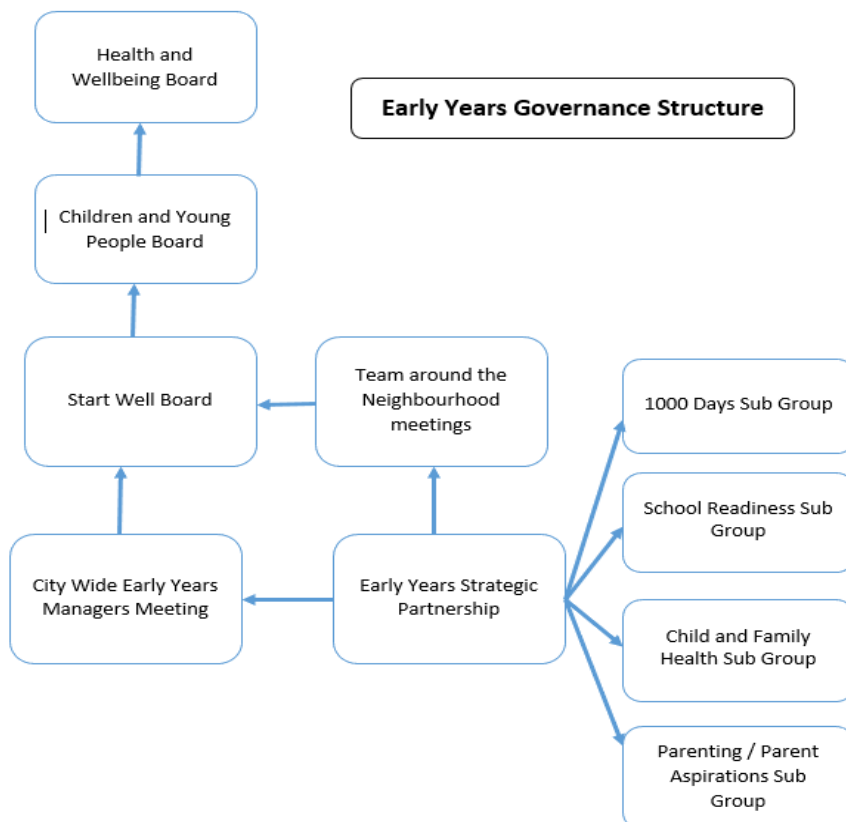 Health and
Wellbeing Board
Early Years Governance Structure
Children and Young
People Board
Start Well Board
Team around the
Neighbourhood
meetings
1000 Days Sub Group
School Readiness Sub
Group
City Wide Early Years
Managers Meeting
Early Years Strategic
Partnership
Child and Family
Health Sub Group
Parenting / Parent
Aspirations Sub
Group